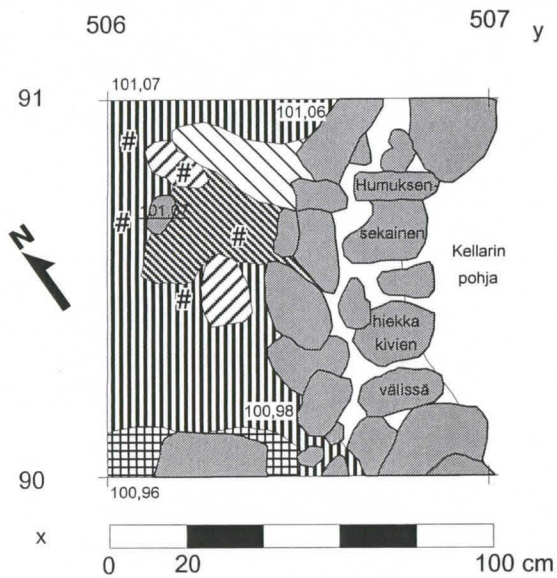 506
507
y
101,07
91
101,06
#
#
Humuksen-
101,07
#
#
sekainen
N
Kellarin
pohja
#
hiekka
kivien
välissä
100,98
90
100,96
x
0
20
100 cm